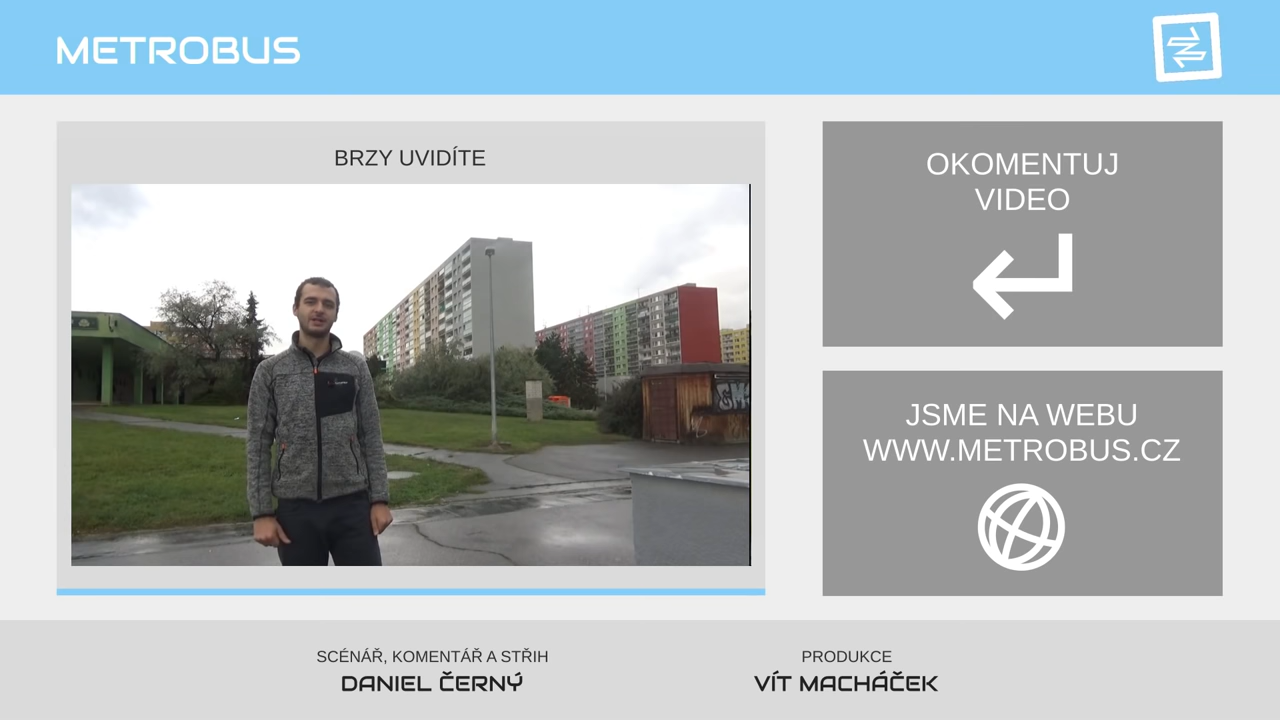 METROBUS
BRZY UVIDÍTE
OKOMENTUJ
VIDEO
JSME NA WEBU
WWW.METROBUS.CZ
SCÉNÁŘ, KOMENTÁŘ A STŘIH
DANIEL ČERNÝ
PRODUKCE
VÍT MACHÁČEK